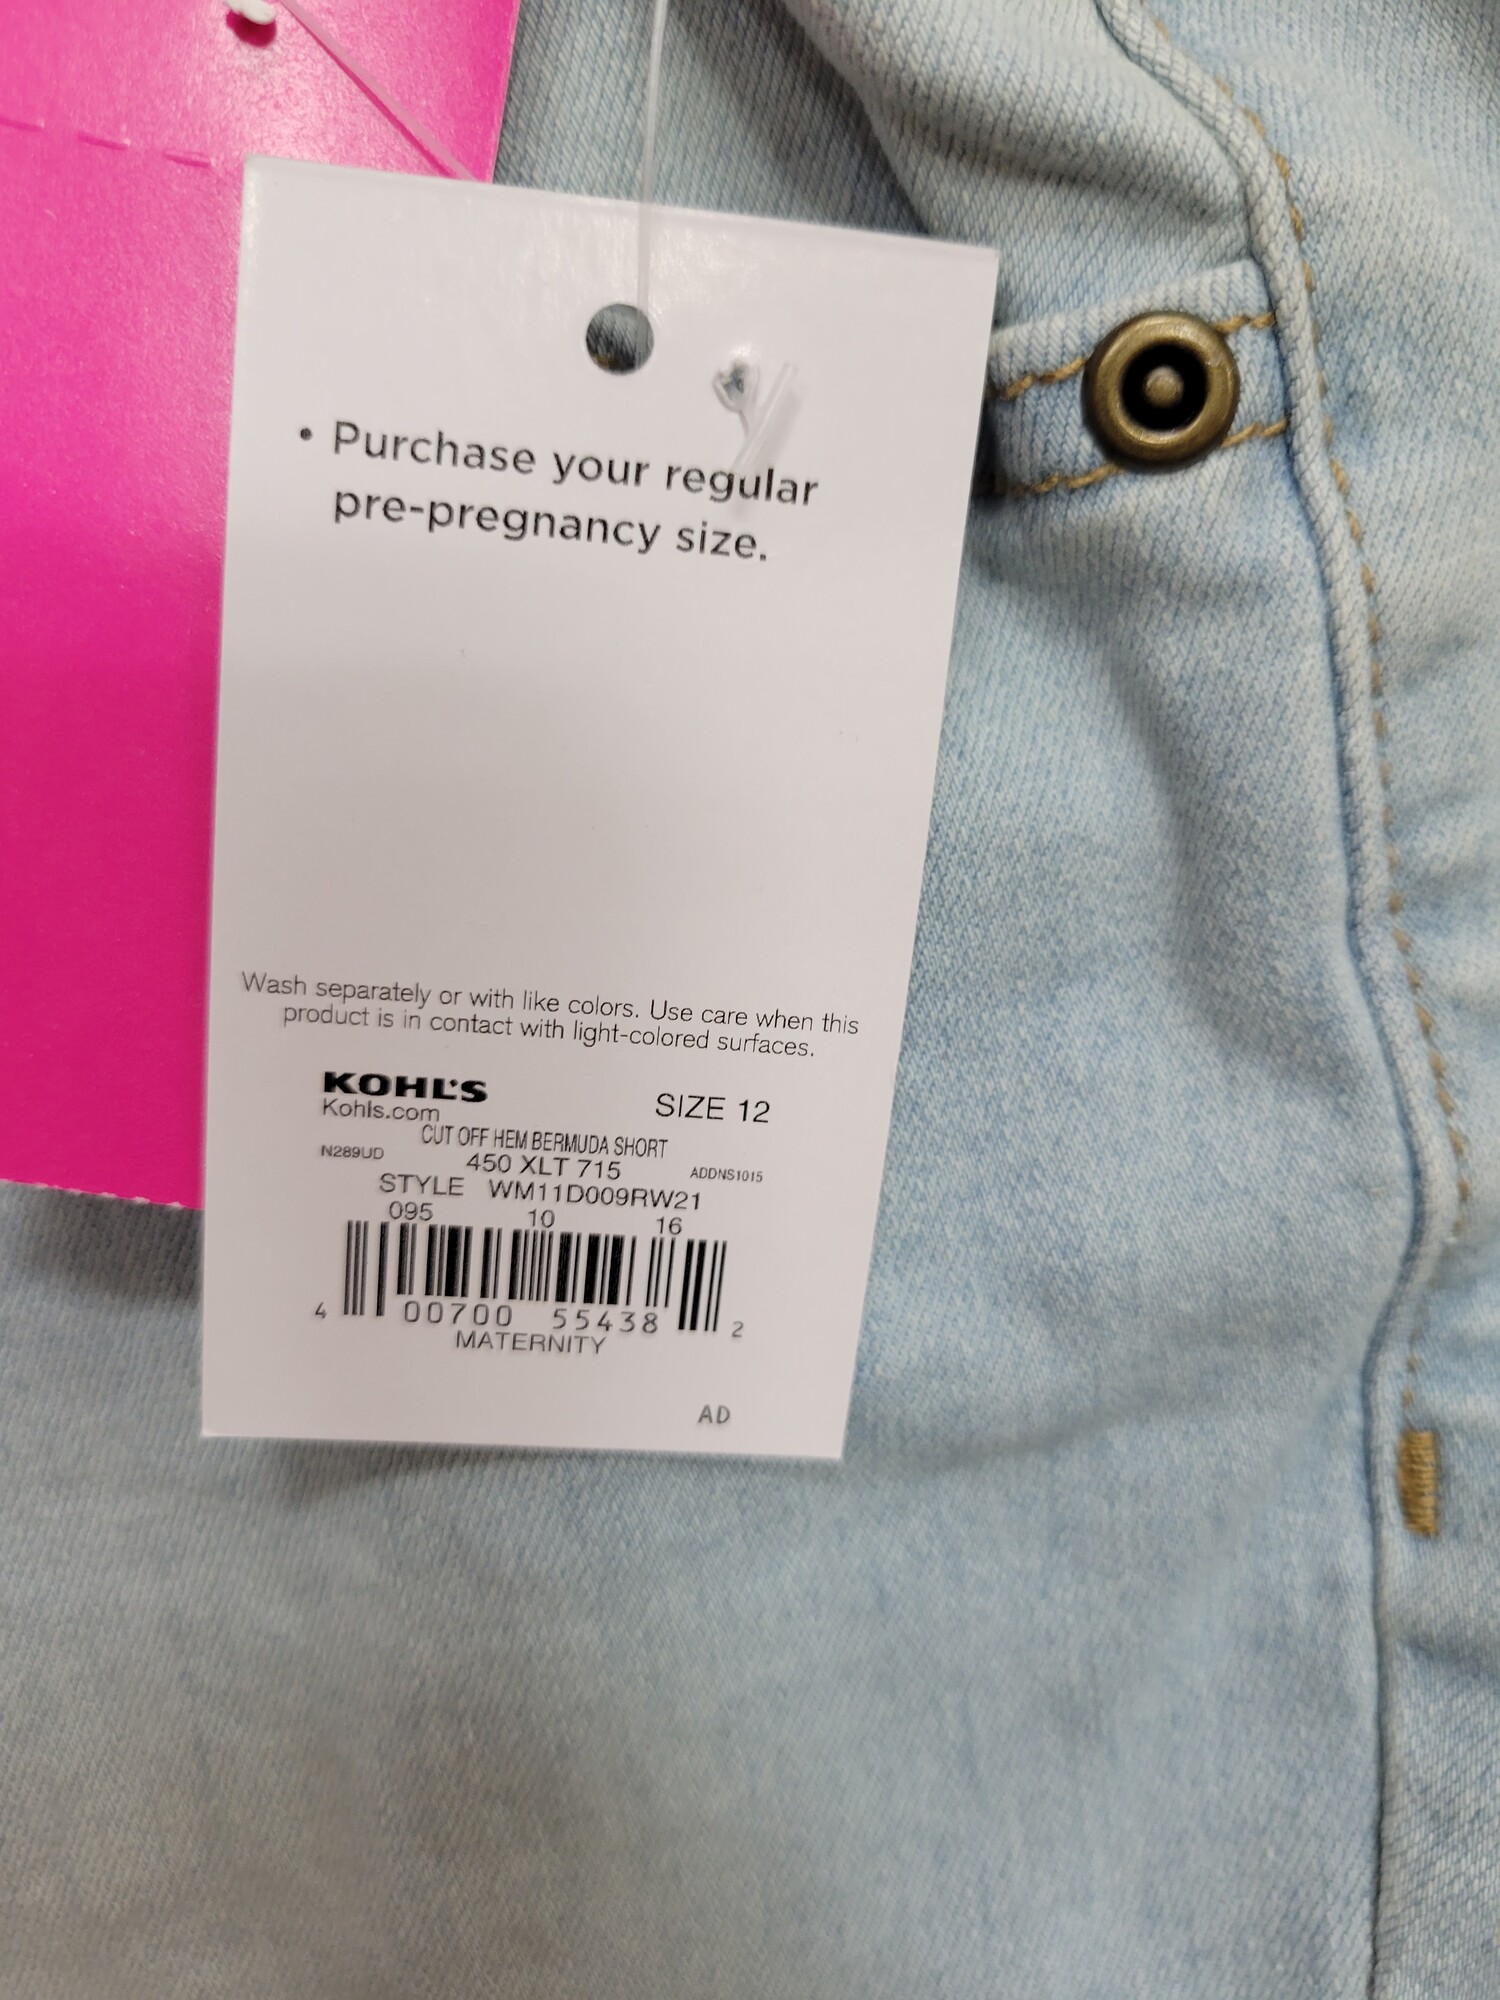 • Purchase your regular
pre-pregnancy size.
Wash separately or with like colors. Use care when this
product is in contact with light-colored surfaces.
KOHL'S
Kohls.com
SIZE 12
CUT OFF HEM BERMUDA SHORT
N289UD 450 XLT 715 ADDNS1015
STYLE WM11D009RW21
095 10 16
4 00700 55438 2
MATERNITY
AD